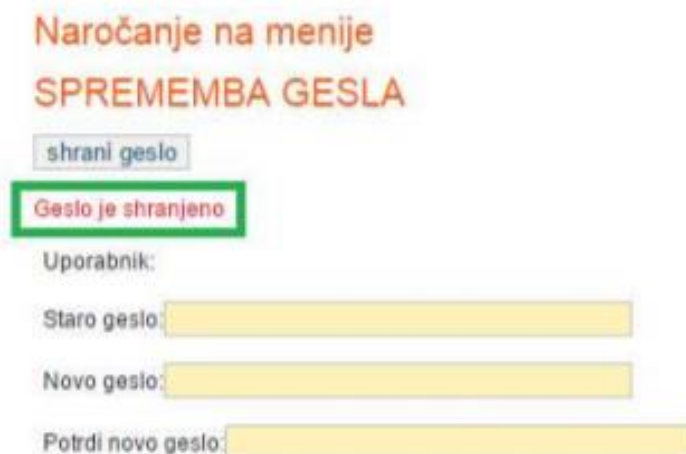 Naročanje na menije
SPREMEMBA GESLA
shrani geslo
Geslo je shranjeno
Uporabnik:
Staro geslo:
Novo geslo:
Potrdi novo geslo: